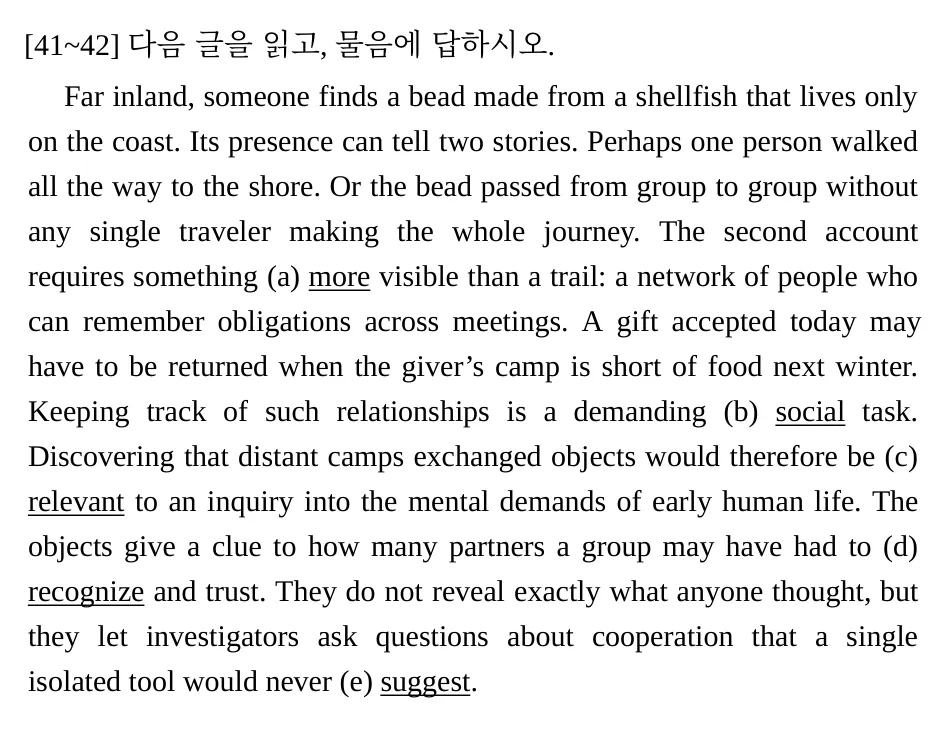 [41~42] 다음 글을 읽고, 물음에 답하시오.
Far inland, someone finds a bead made from a shellfish that lives only
on the coast. Its presence can tell two stories. Perhaps one person walked
all the way to the shore. Or the bead passed from group to group without
any single traveler making the whole journey. The second account
requires something (a) more visible than a trail: a network of people who
can remember obligations across meetings. A gift accepted today may
have to be returned when the giver’s camp is short of food next winter.
Keeping track of such relationships is a demanding (b) social task.
Discovering that distant camps exchanged objects would therefore be (c)
relevant to an inquiry into the mental demands of early human life. The
objects give a clue to how many partners a group may have had to (d)
recognize and trust. They do not reveal exactly what anyone thought, but
they let investigators ask questions about cooperation that a single
isolated tool would never (e) suggest.